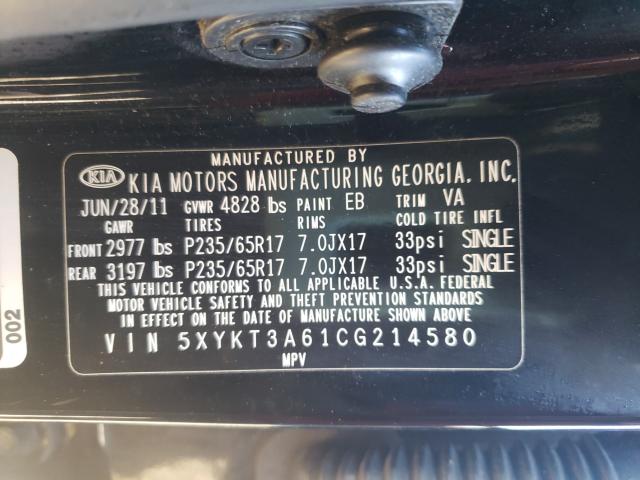 MANUFACTURED BY
KIA KIA MOTORS MANUFACTURING GEORGIA, INC.
JUN/28/11 GVWR 4828 lbs PAINT EB TRIM VA
GAWR TIRES RIMS COLD TIRE INFL
FRONT 2977 lbs P235/65R17 7.0JX17 33psi SINGLE
REAR 3197 lbs P235/65R17 7.0JX17 33psi SINGLE
THIS VEHICLE CONFORMS TO ALL APPLICABLE U.S.A. FEDERAL
MOTOR VEHICLE SAFETY AND THEFT PREVENTION STANDARDS
IN EFFECT ON THE DATE OF MANUFACTURE SHOWN ABOVE
VIN 5XYKT3A61CG214580
MPV
002